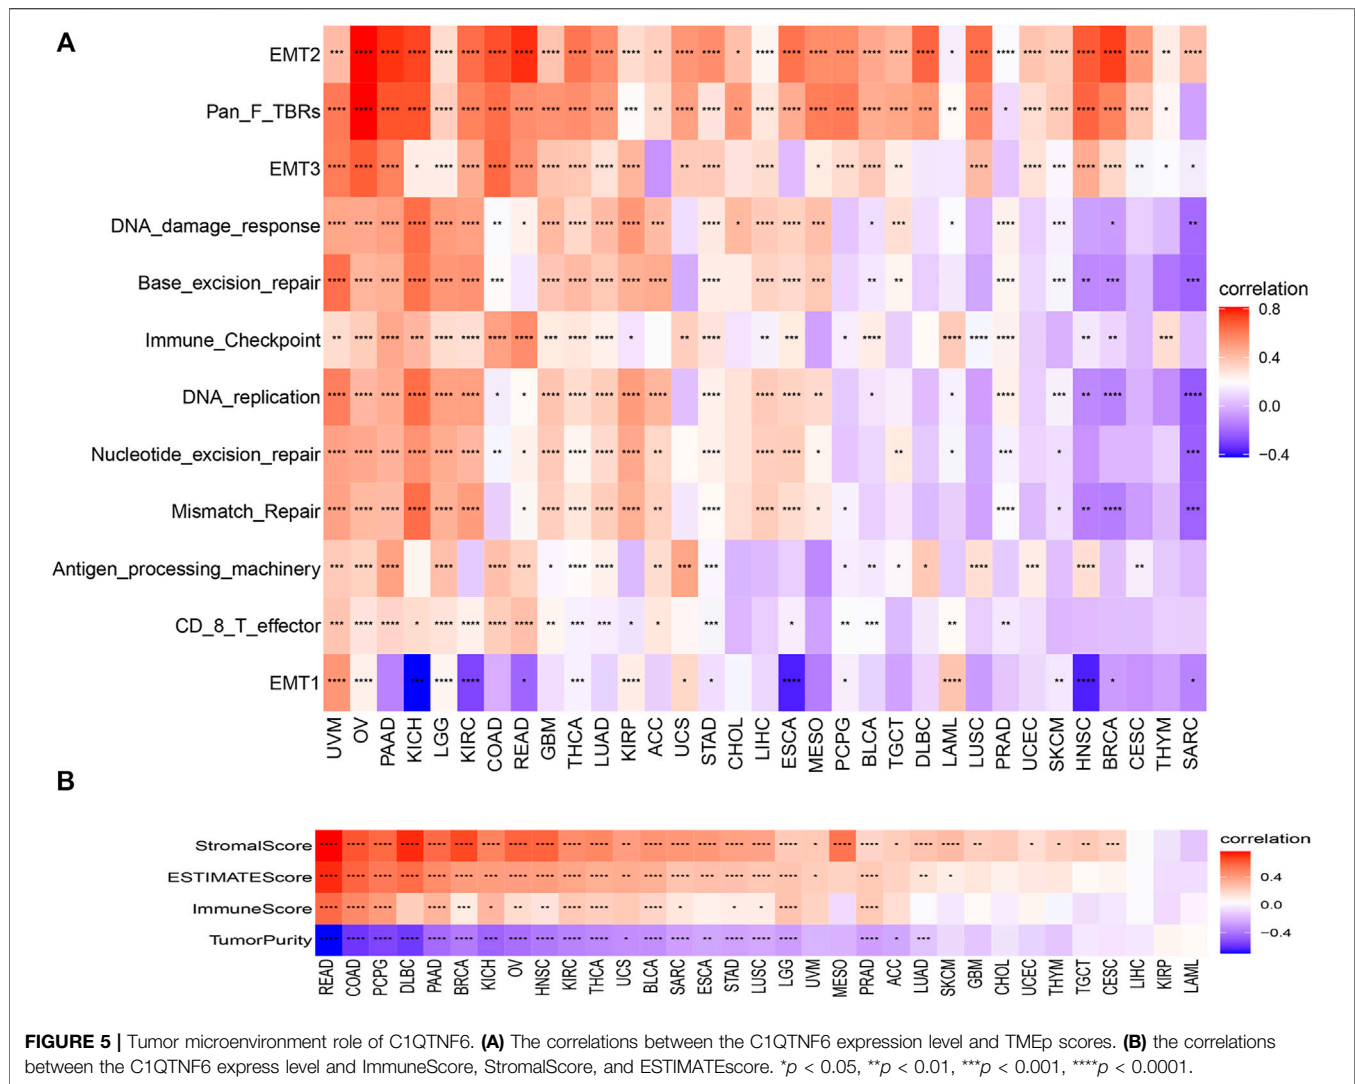 A
EMT2
Pan_F_TBRs
EMT3
DNA_damage_response
Base_excision_repair
Immune_Checkpoint
DNA_replication
Nucleotide_excision_repair
Mismatch_Repair
Antigen_processing_machinery
CD_8_T_effector
EMT1
correlation
0.8
0.4
0.0
−0.4
UVM OV PAAD KICH LGG KIRC COAD READ GBM THCA LUAD KIRP ACC UCS STAD CHOL LIHC ESCA MESO PCPG BLCA TGCT DLBC LAML LUSC PRAD UCEC SKCM HNSC BRCA CESC THYM SARC
B
StromalScore
ESTIMATEScore
ImmuneScore
TumorPurity
correlation
0.4
0.0
−0.4
READ COAD PCPG DLBC PAAD BRCA KICH OV HNSC KIRC THCA UCS BLCA SARC ESCA STAD LUSC LGG UVM MESO PRAD ACC LUAD SKCM GBM CHOL UCEC THYM TGCT CESC LIHC KIRP LAML
FIGURE 5 | Tumor microenvironment role of C1QTNF6. (A) The correlations between the C1QTNF6 expression level and TMEp scores. (B) the correlations
between the C1QTNF6 express level and ImmuneScore, StromalScore, and ESTIMATEscore. *p < 0.05, **p < 0.01, ***p < 0.001, ****p < 0.0001.